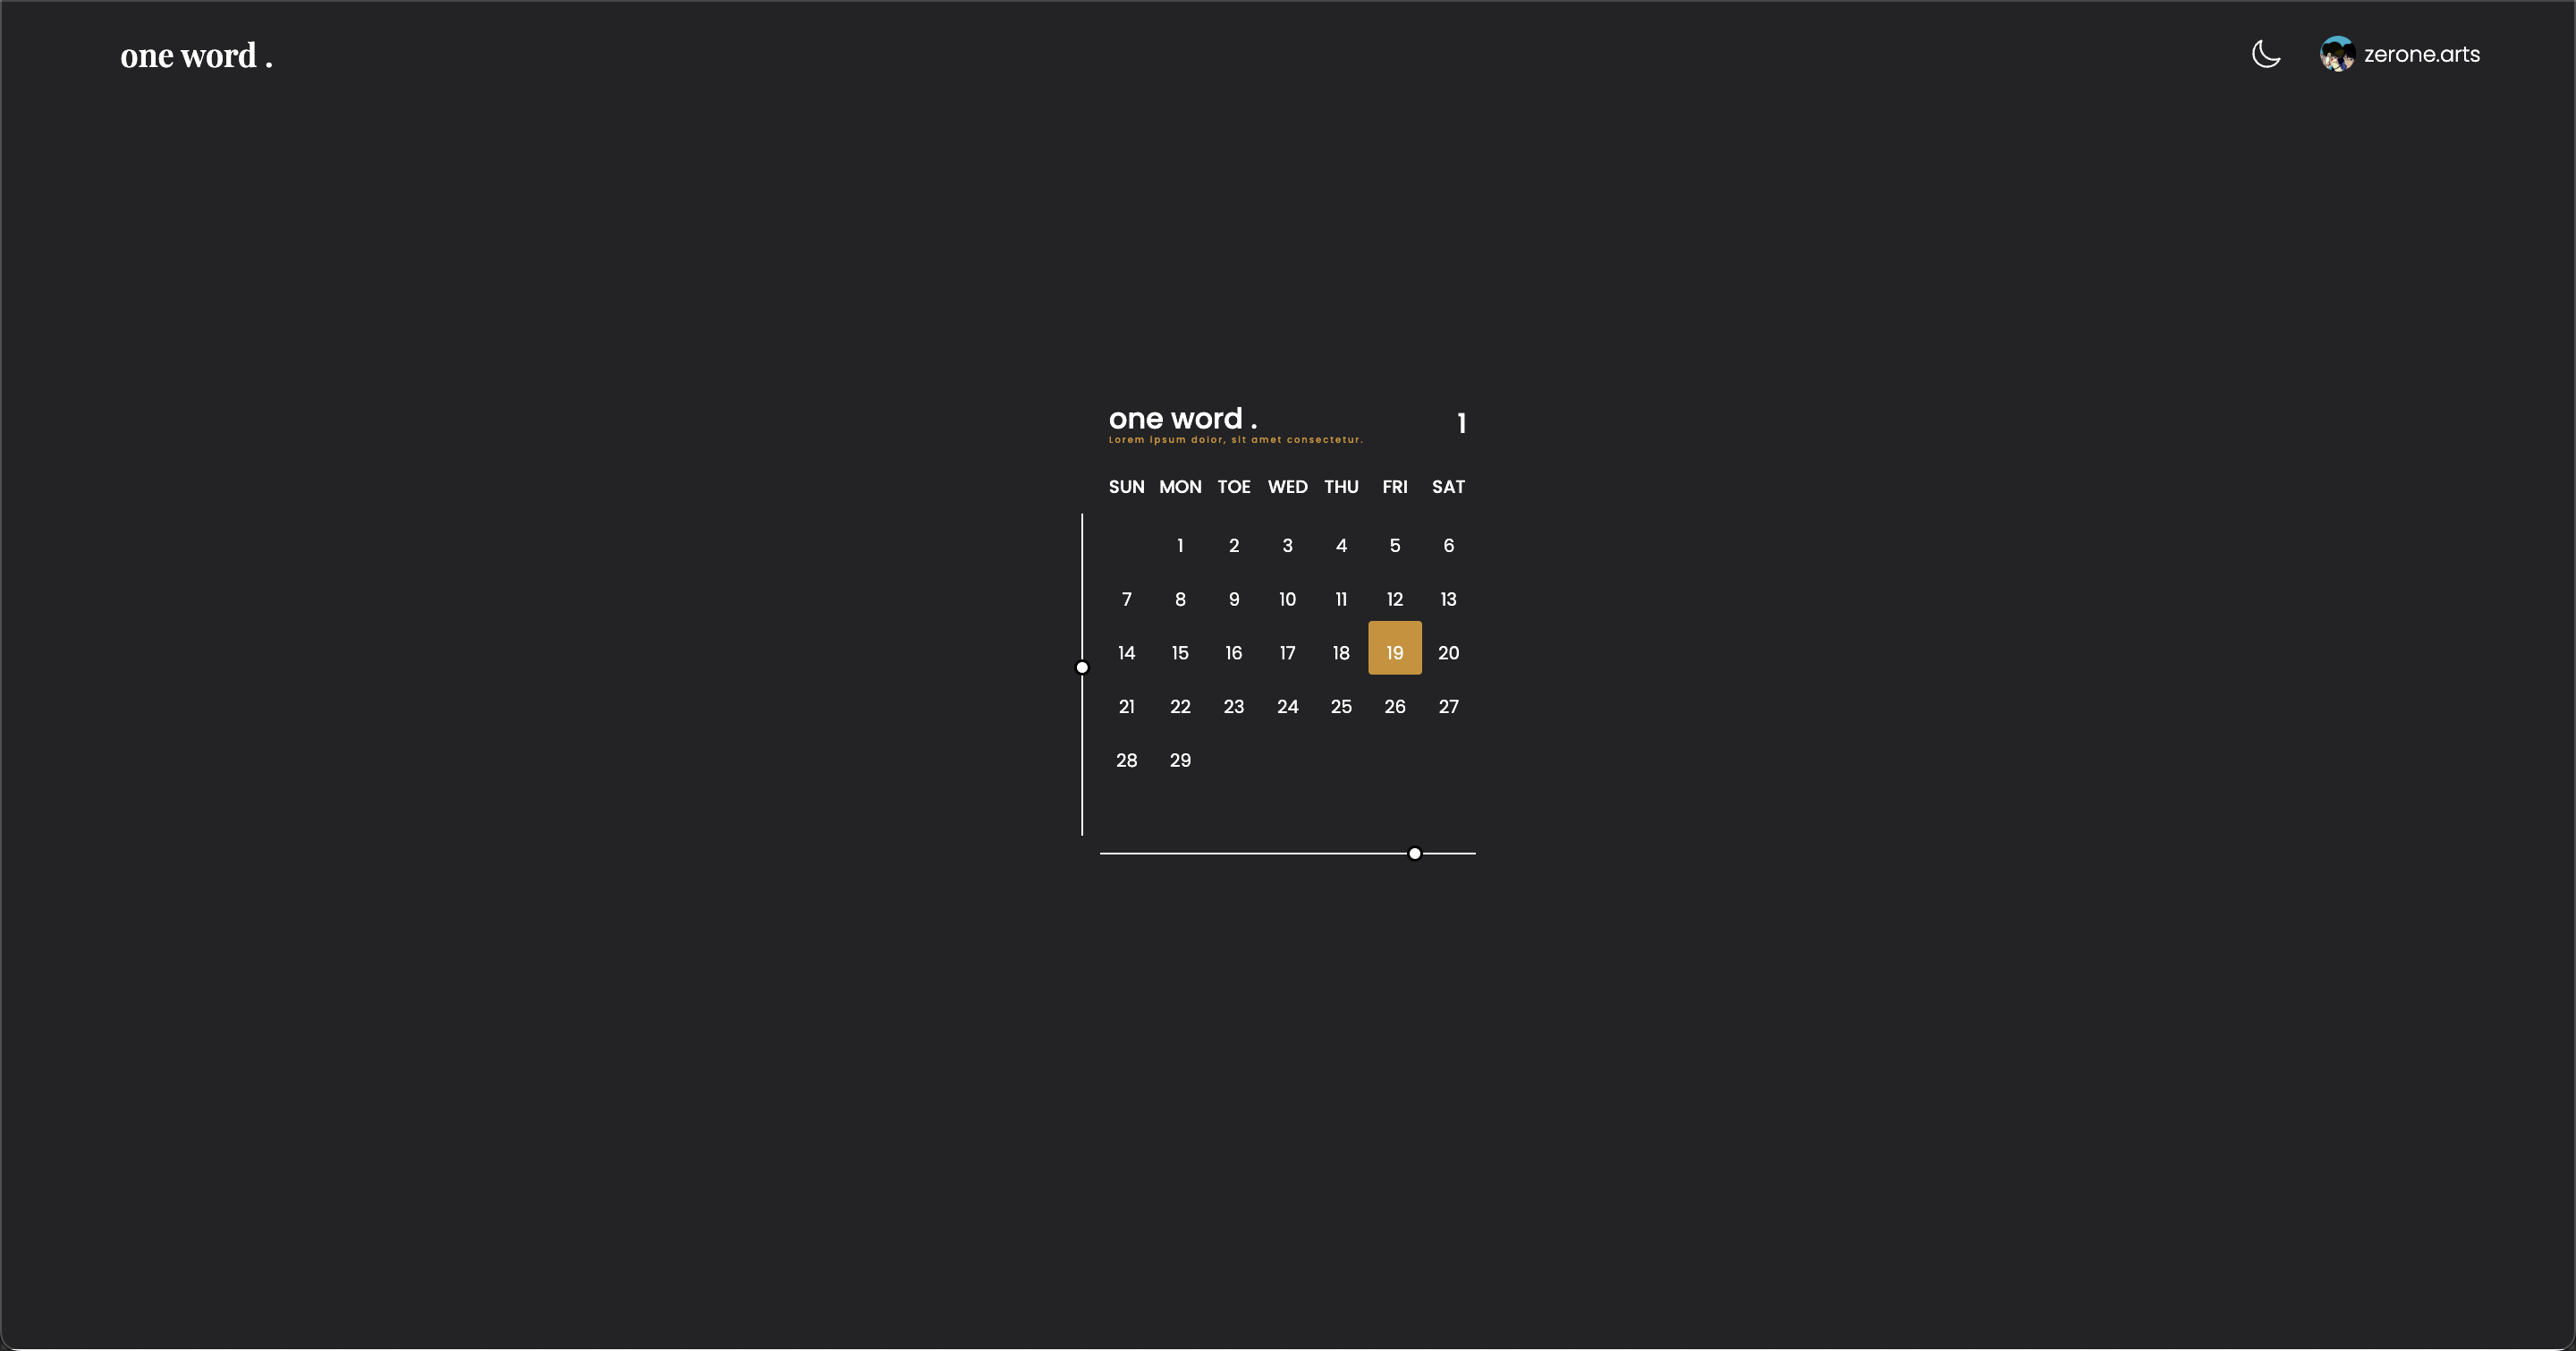 one word .
zerone.arts
one word .
1
Lorem ipsum dolor, sit amet consectetur.
SUN MON TOE WED THU FRI SAT
1 2 3 4 5 6
7 8 9 10 11 12 13
14 15 16 17 18 19 20
21 22 23 24 25 26 27
28 29